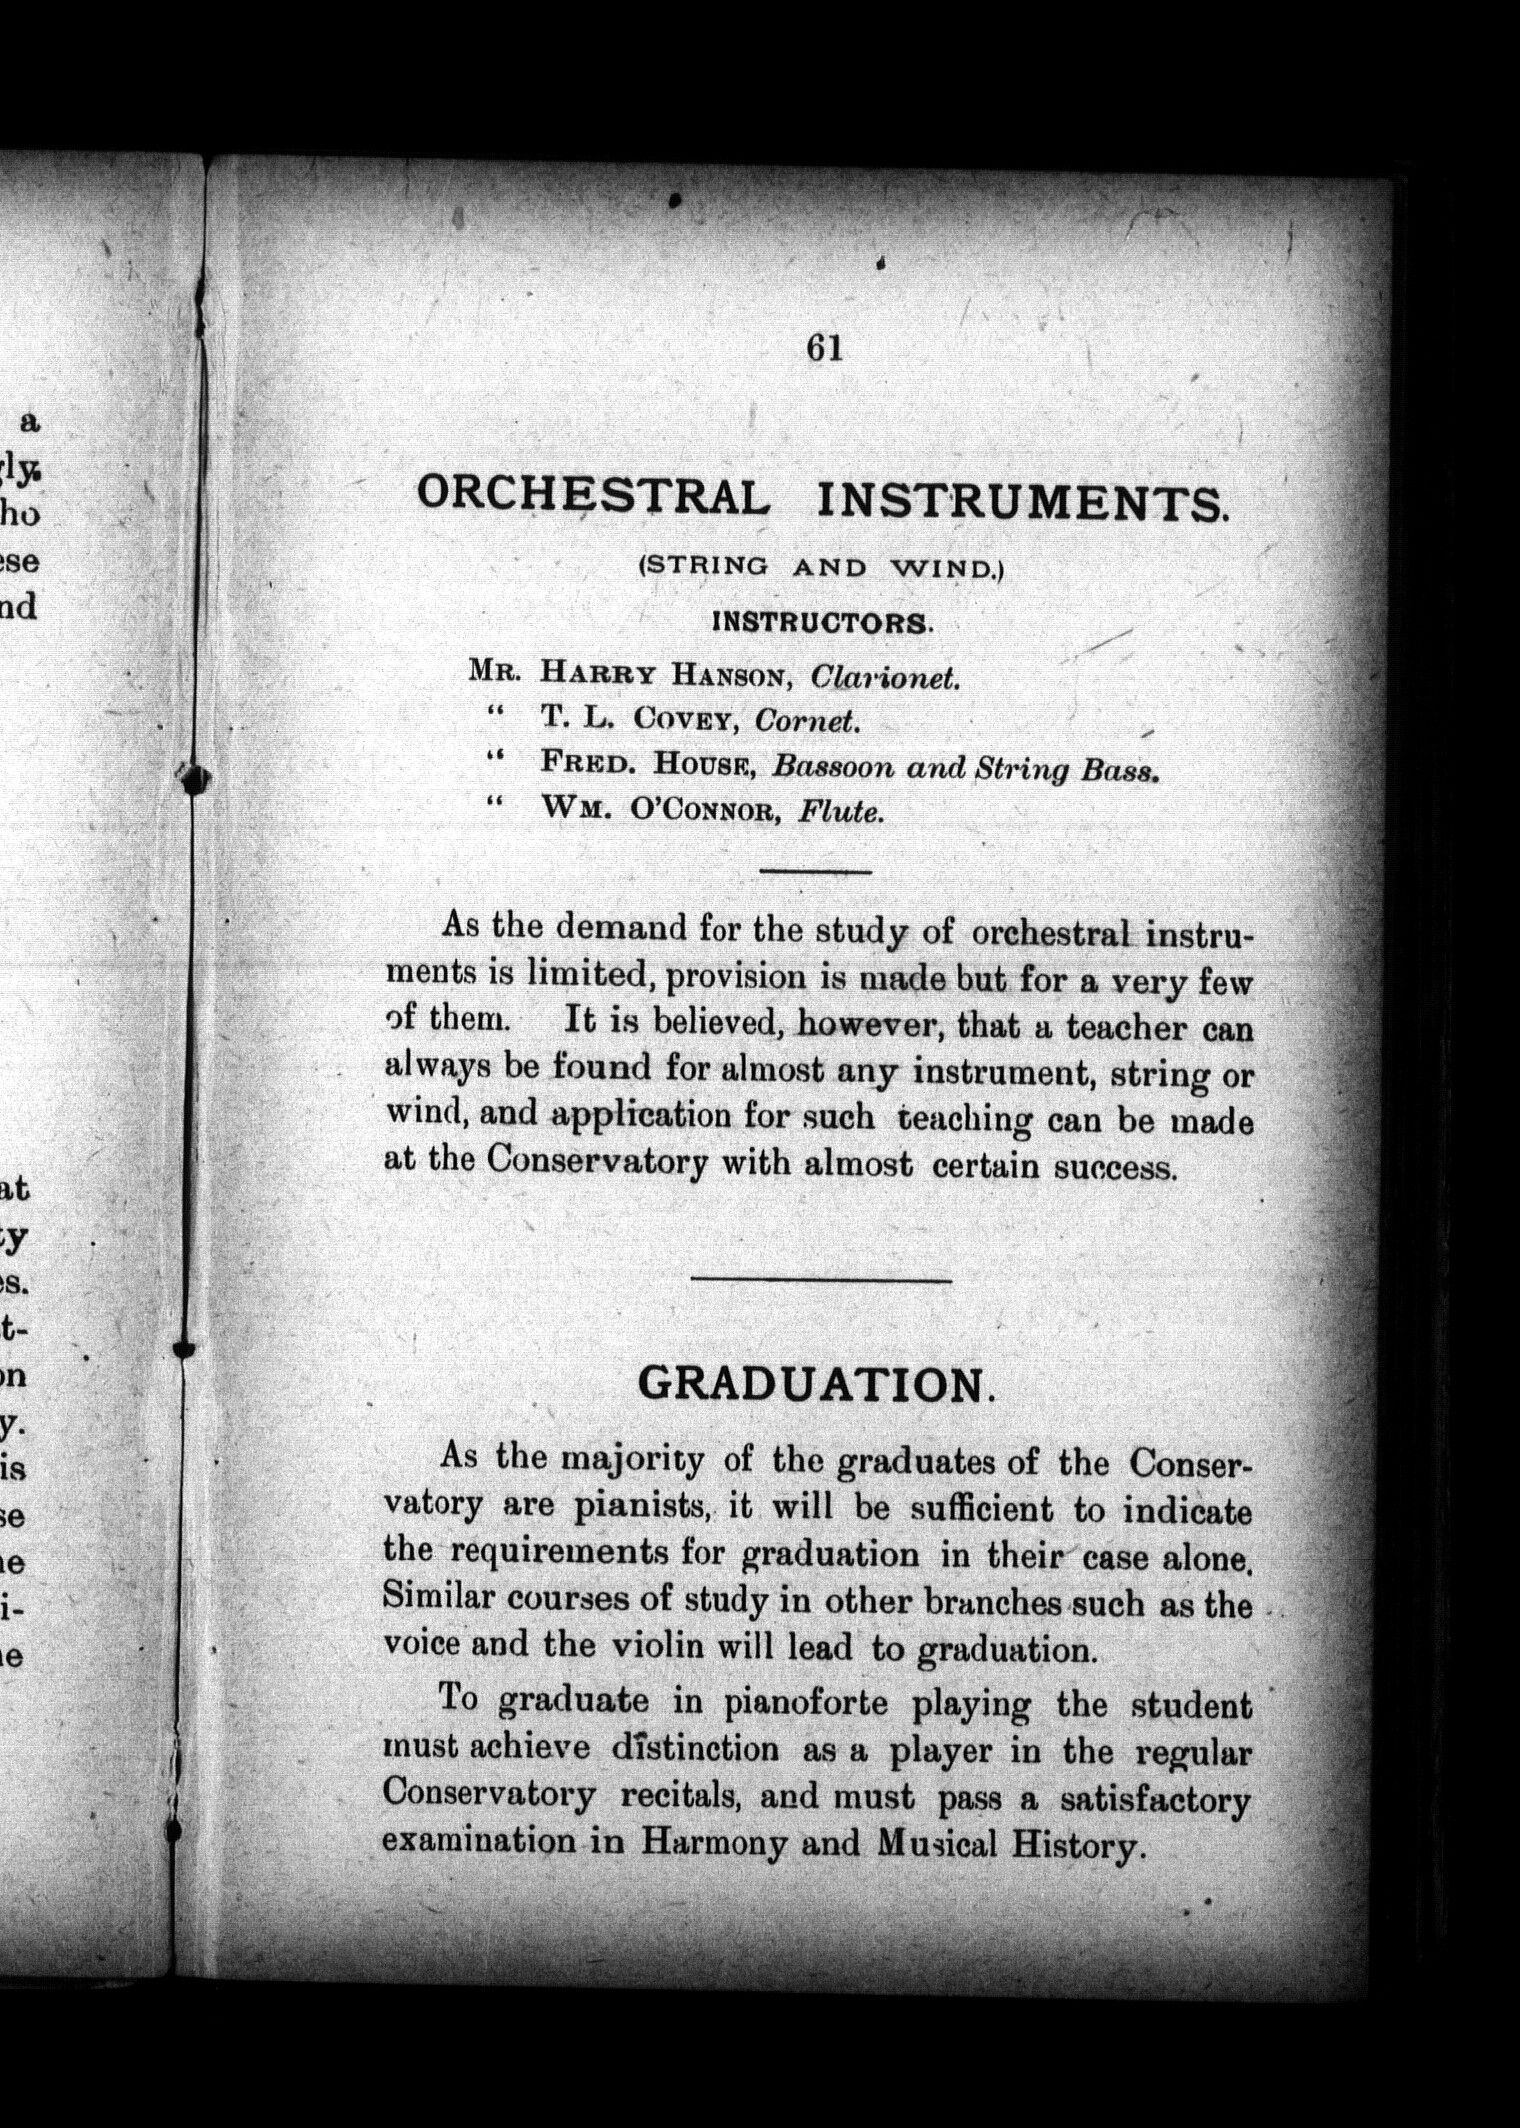 61
ORCHESTRAL INSTRUMENTS.
(STRING AND WIND.)
INSTRUCTORS.
MR. HARRY HANSON, Clarionet.
“ T. L. COVEY, Cornet.
“ FRED. HOUSE, Bassoon and String Bass.
“ WM. O'CONNOR, Flute.
As the demand for the study of orchestral instru-
ments is limited, provision is made but for a very few
of them. It is believed, however, that a teacher can
always be found for almost any instrument, string or
wind, and application for such teaching can be made
at the Conservatory with almost certain success.
GRADUATION.
As the majority of the graduates of the Conser-
vatory are pianists, it will be sufficient to indicate
the requirements for graduation in their case alone.
Similar courses of study in other branches such as the
voice and the violin will lead to graduation.
To graduate in pianoforte playing the student
must achieve distinction as a player in the regular
Conservatory recitals, and must pass a satisfactory
examination in Harmony and Musical History.